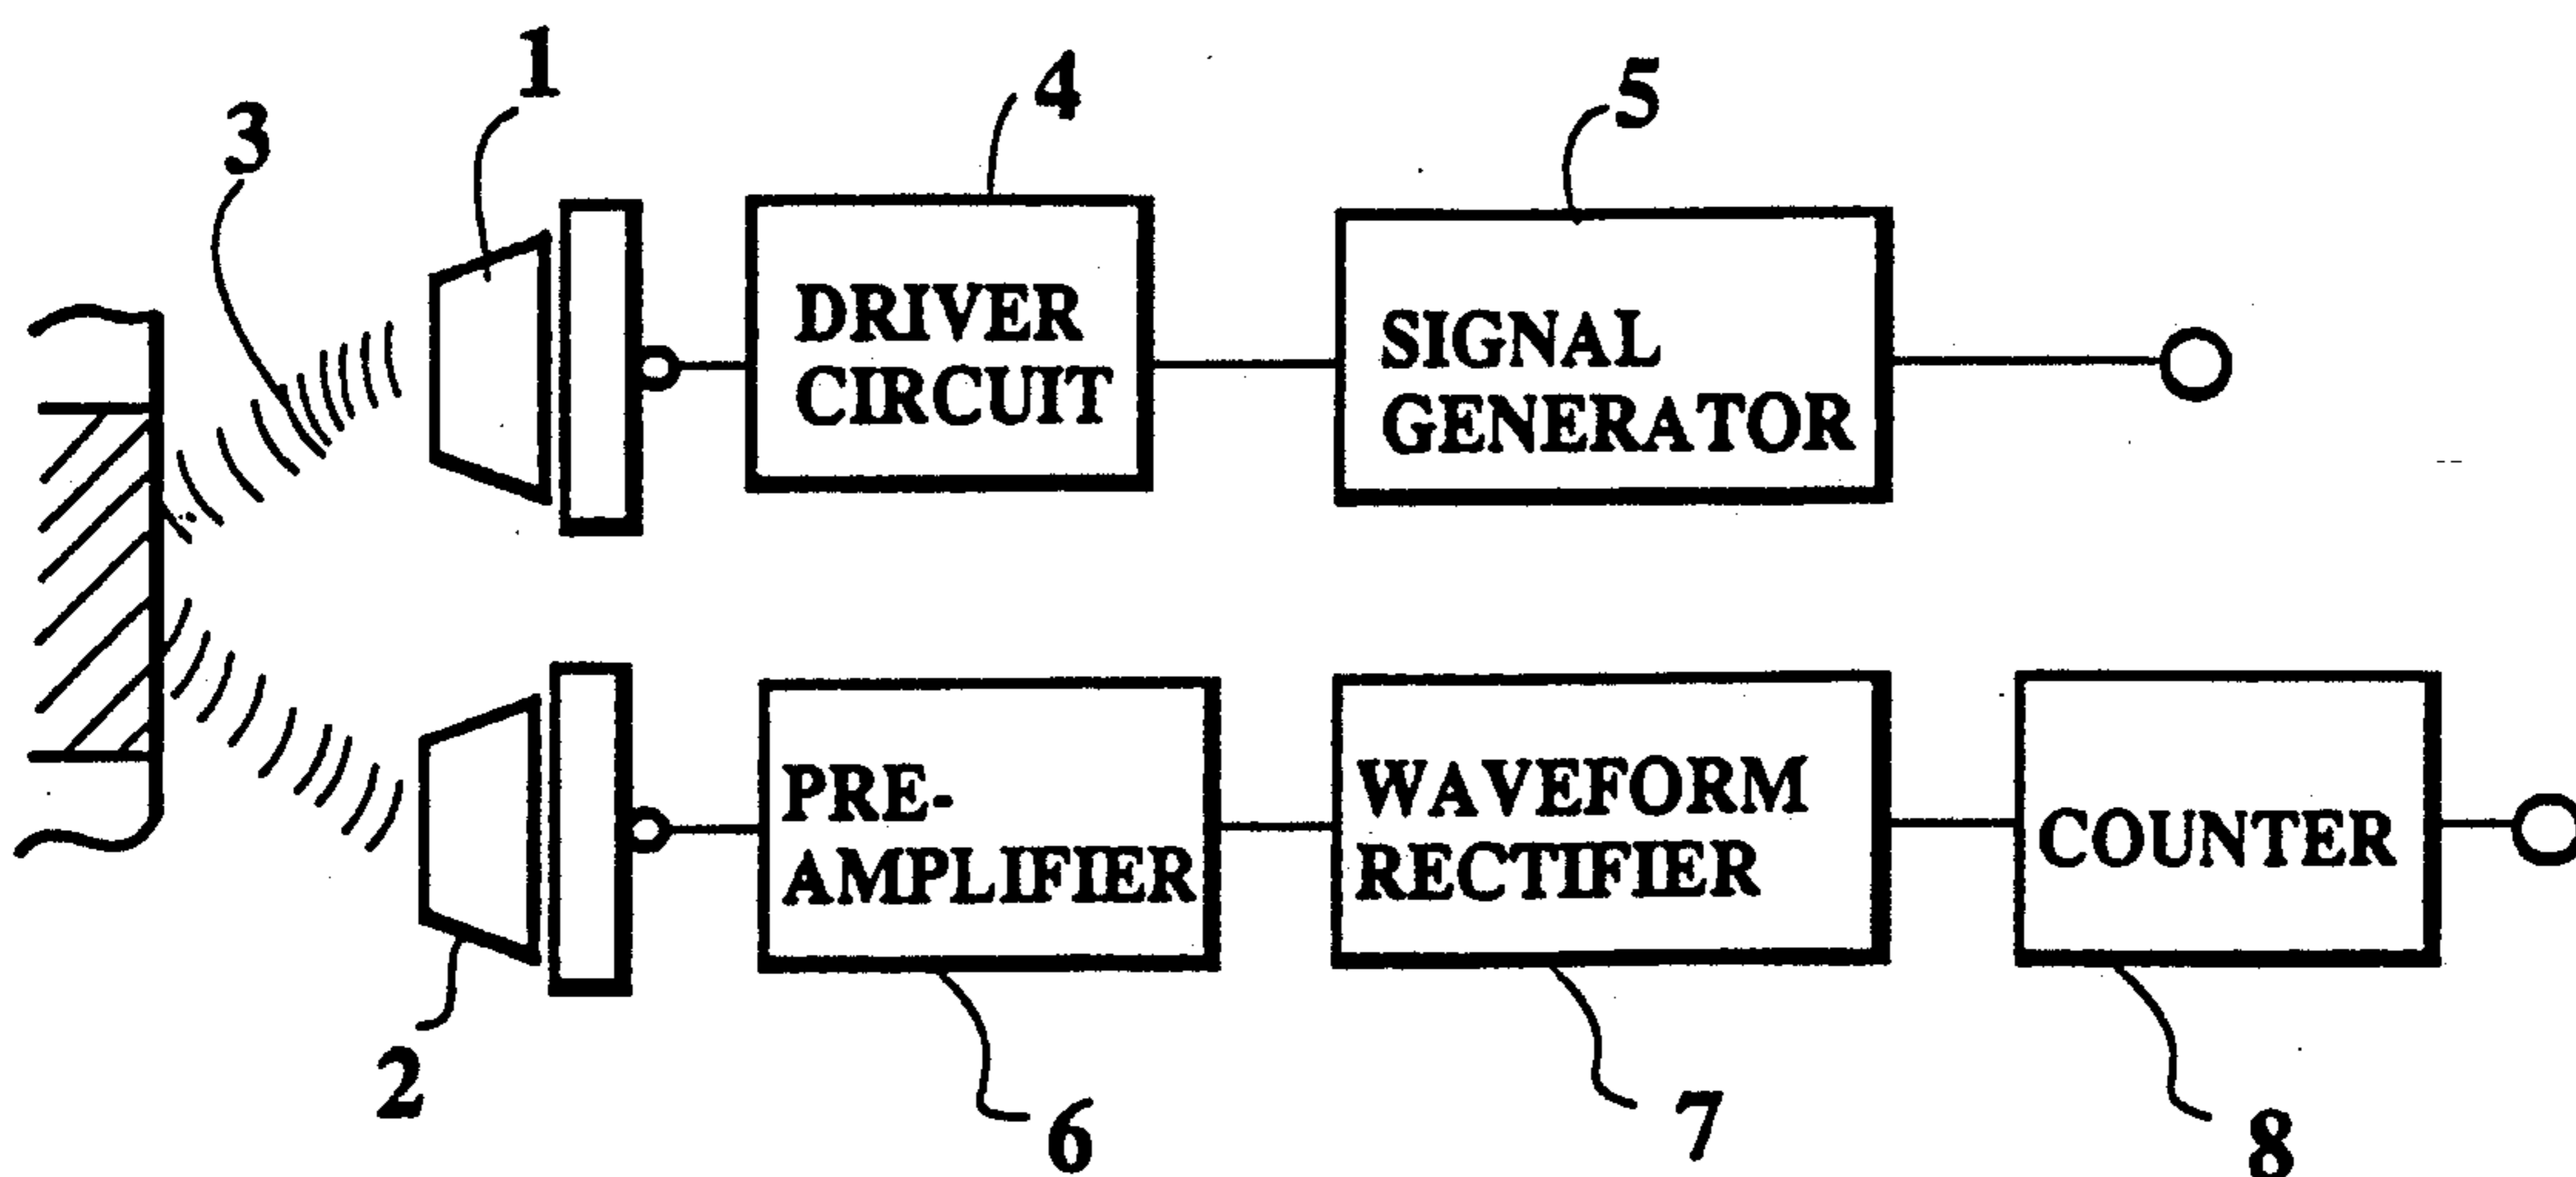 1
3
4
5
DRIVER
CIRCUIT
SIGNAL
GENERATOR
PRE-
AMPLIFIER
WAVEFORM
RECTIFIER
COUNTER
2
6
7
8